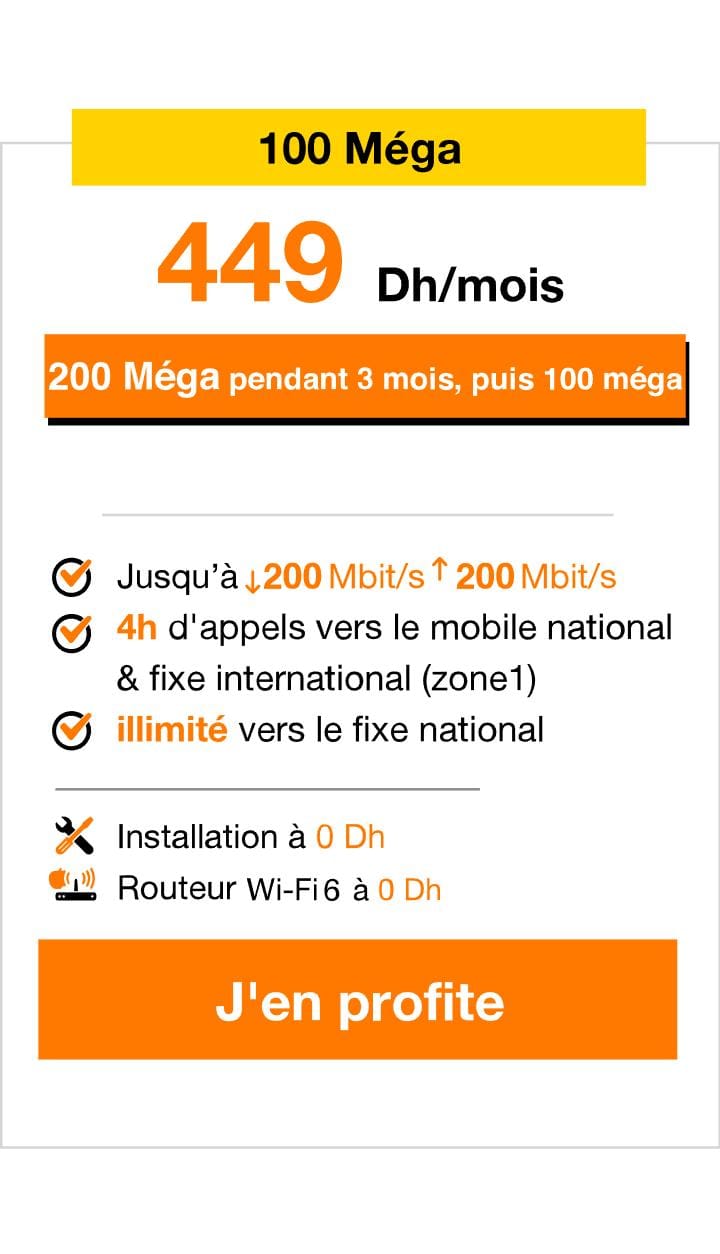 100 Méga
449 Dh/mois
200 Méga pendant 3 mois, puis 100 méga
Jusqu’à ↓200 Mbit/s ↑ 200 Mbit/s
4h d'appels vers le mobile national
& fixe international (zone1)
illimité vers le fixe national
Installation à 0 Dh
Routeur Wi-Fi 6 à 0 Dh
J'en profite